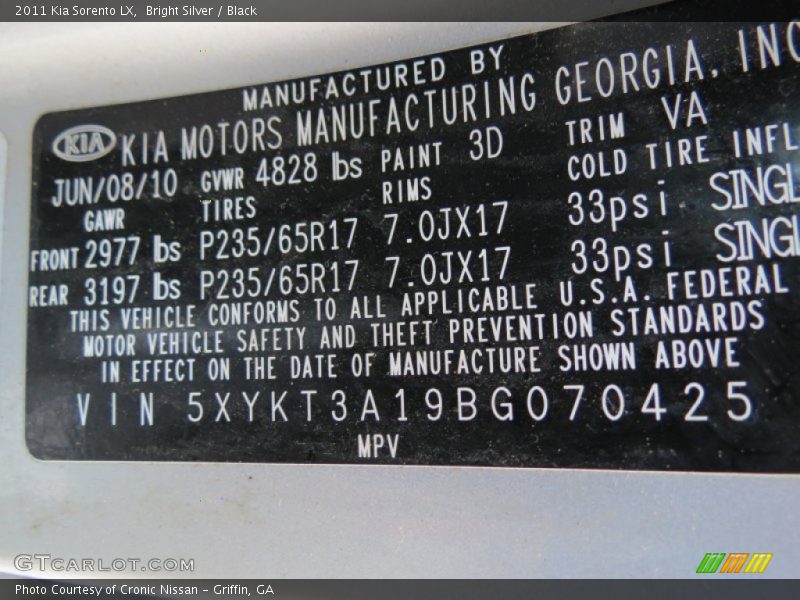 2011 Kia Sorento LX,  Bright Silver / Black
MANUFACTURED BY
KIA KIA MOTORS MANUFACTURING GEORGIA, INC
JUN/08/10 GVWR 4828 lbs PAINT 3D TRIM VA
GAWR TIRES RIMS COLD TIRE INFL
FRONT 2977 lbs P235/65R17 7.0JX17 33psi SINGL
REAR 3197 lbs P235/65R17 7.0JX17 33psi SINGL
THIS VEHICLE CONFORMS TO ALL APPLICABLE U.S.A. FEDERAL
MOTOR VEHICLE SAFETY AND THEFT PREVENTION STANDARDS
IN EFFECT ON THE DATE OF MANUFACTURE SHOWN ABOVE
VIN 5XYKT3A19BG070425
MPV
GTCARLOT.COM
Photo Courtesy of Cronic Nissan - Griffin, GA